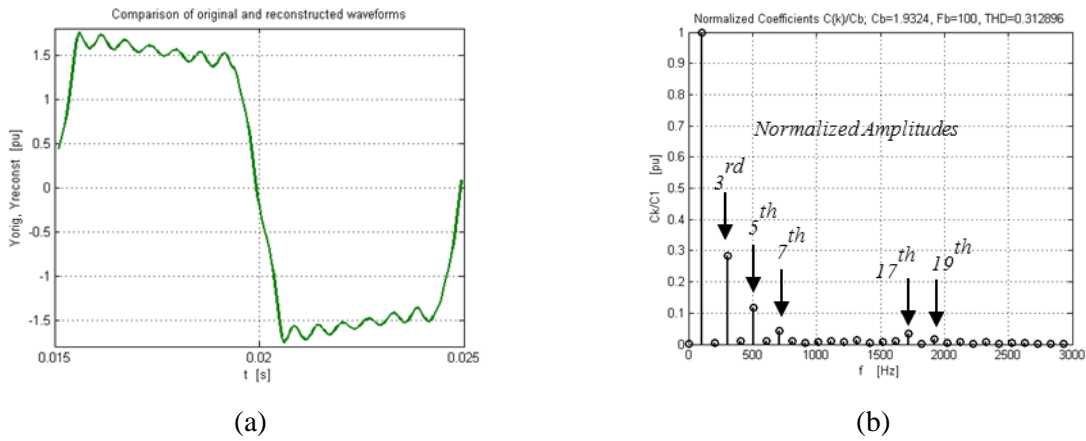 Comparison of original and reconstructed waveforms
Yorig, Yreconst [pu]
1.5
1
0.5
0
-0.5
-1
-1.5
0.015
0.02
0.025
t [s]
(a)
Normalized Coefficients C(k)/Cb; Cb=1.9324, Fb=100, THD=0.312896
Ck/C1 [pu]
1
0.9
0.8
0.7
0.6
0.5
0.4
0.3
0.2
0.1
0
Normalized Amplitudes
3rd
5th
7th
17th
19th
0
500
1000
1500
2000
2500
3000
f [Hz]
(b)